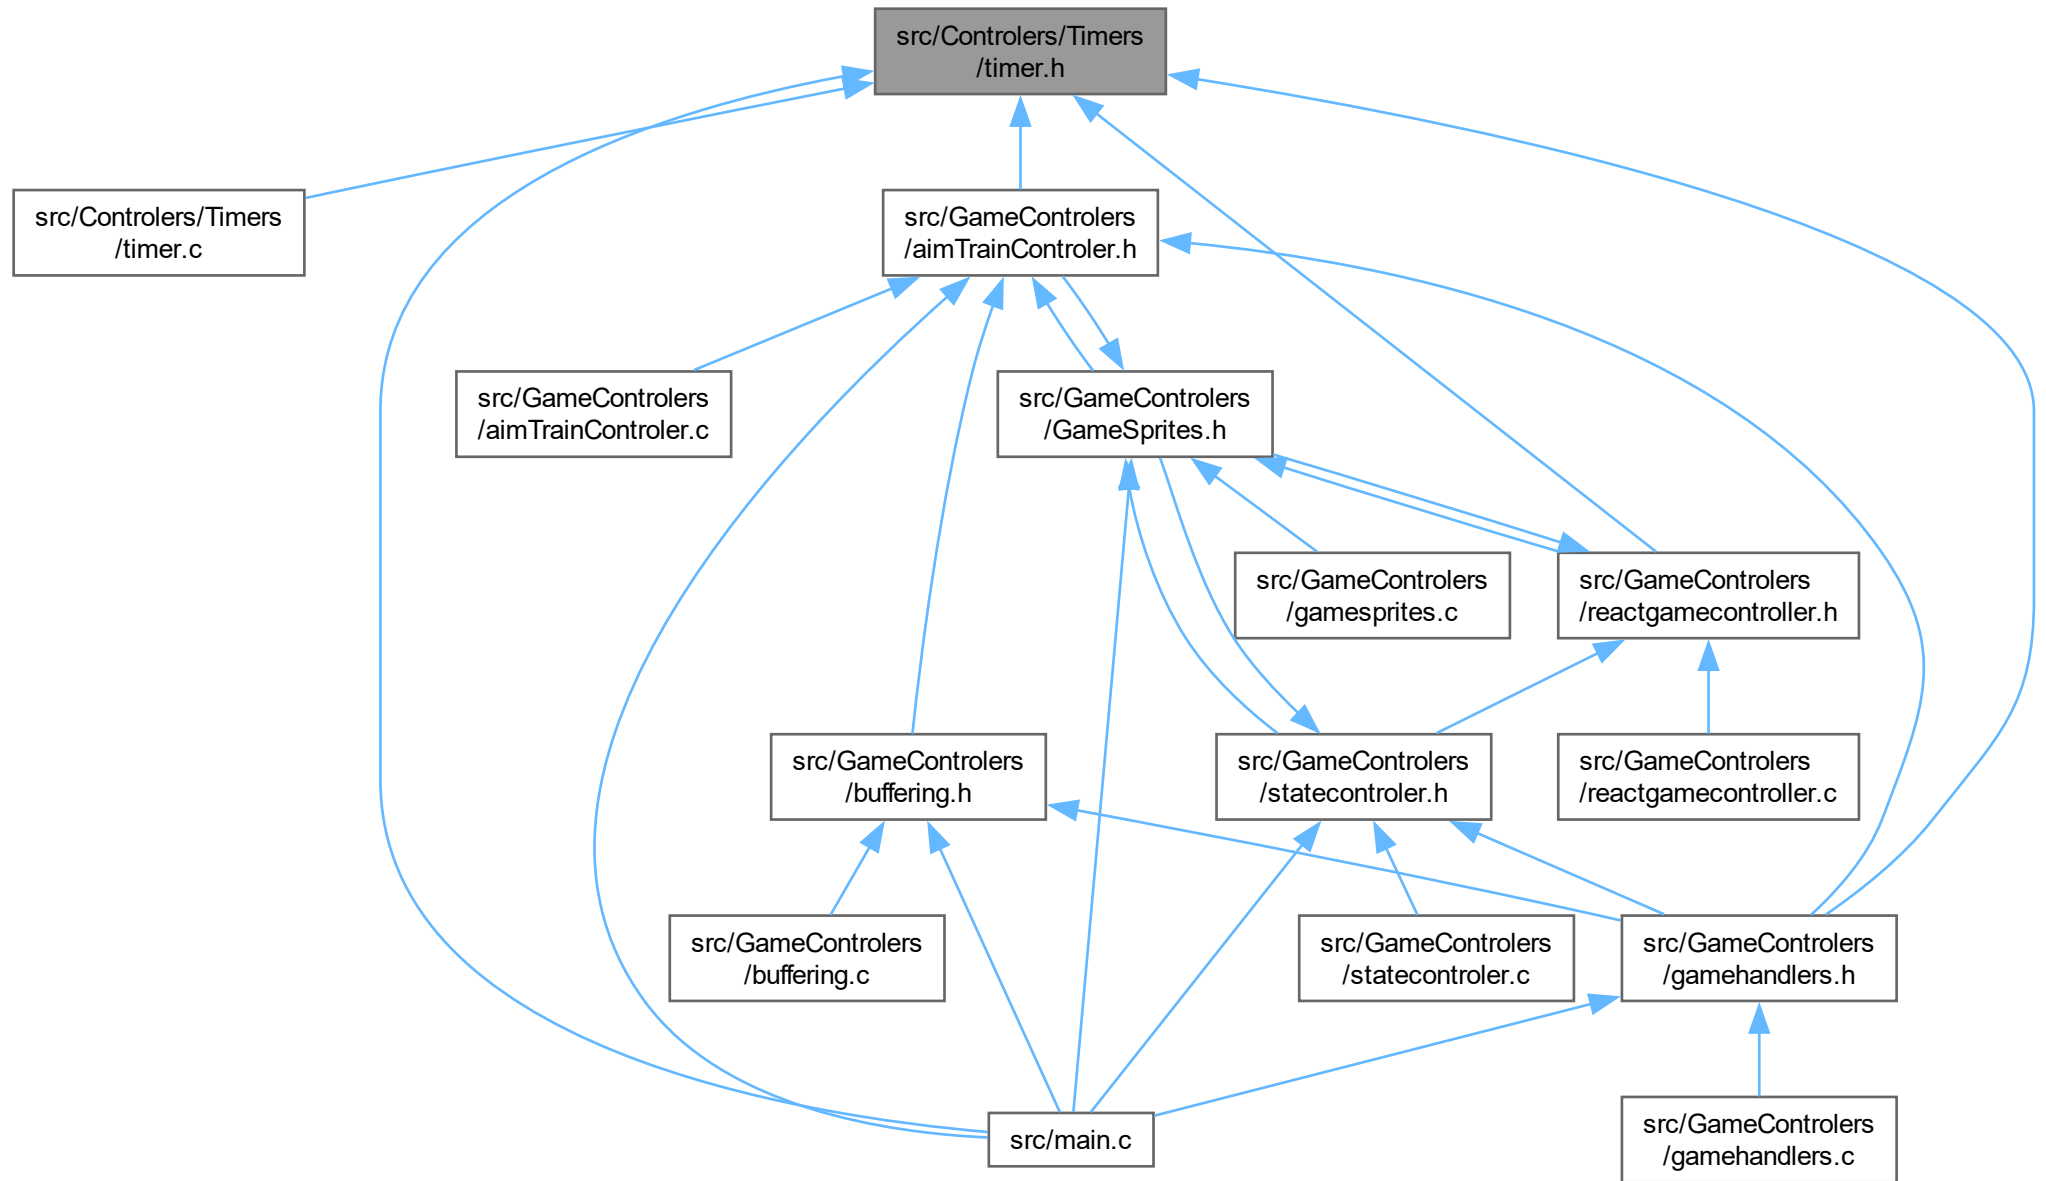 src/Controlers/Timers
/timer.h
src/Controlers/Timers
/timer.c
src/GameControlers
/aimTrainControler.h
src/GameControlers
/aimTrainControler.c
src/GameControlers
/GameSprites.h
src/GameControlers
/gamesprites.c
src/GameControlers
/reactgamecontroller.h
src/GameControlers
/buffering.h
src/GameControlers
/statecontroler.h
src/GameControlers
/reactgamecontroller.c
src/GameControlers
/buffering.c
src/GameControlers
/statecontroler.c
src/GameControlers
/gamehandlers.h
src/main.c
src/GameControlers
/gamehandlers.c